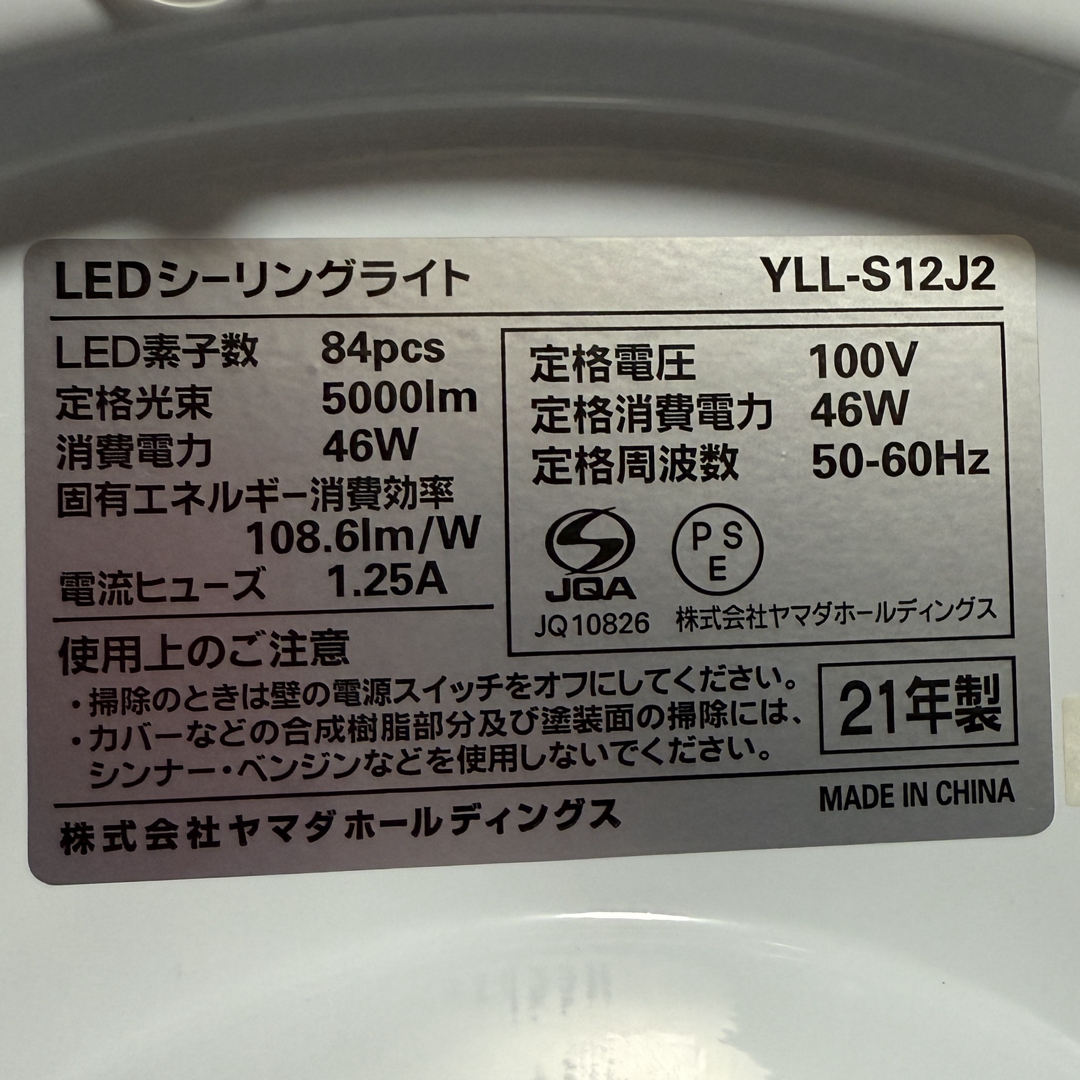 LEDシーリングライト YLL-S12J2
LED素子数 84pcs
定格光束 5000lm
消費電力 46W
固有エネルギー消費効率
108.6lm/W
電流ヒューズ 1.25A
定格電圧 100V
定格消費電力 46W
定格周波数 50-60Hz
JQA
PS
E
JQ10826 株式会社ヤマダホールディングス
使用上のご注意
・掃除のときは壁の電源スイッチをオフにしてください。
・カバーなどの合成樹脂部分及び塗装面の掃除には、
シンナー・ベンジンなどを使用しないでください。
21年製
株式会社ヤマダホールディングス
MADE IN CHINA